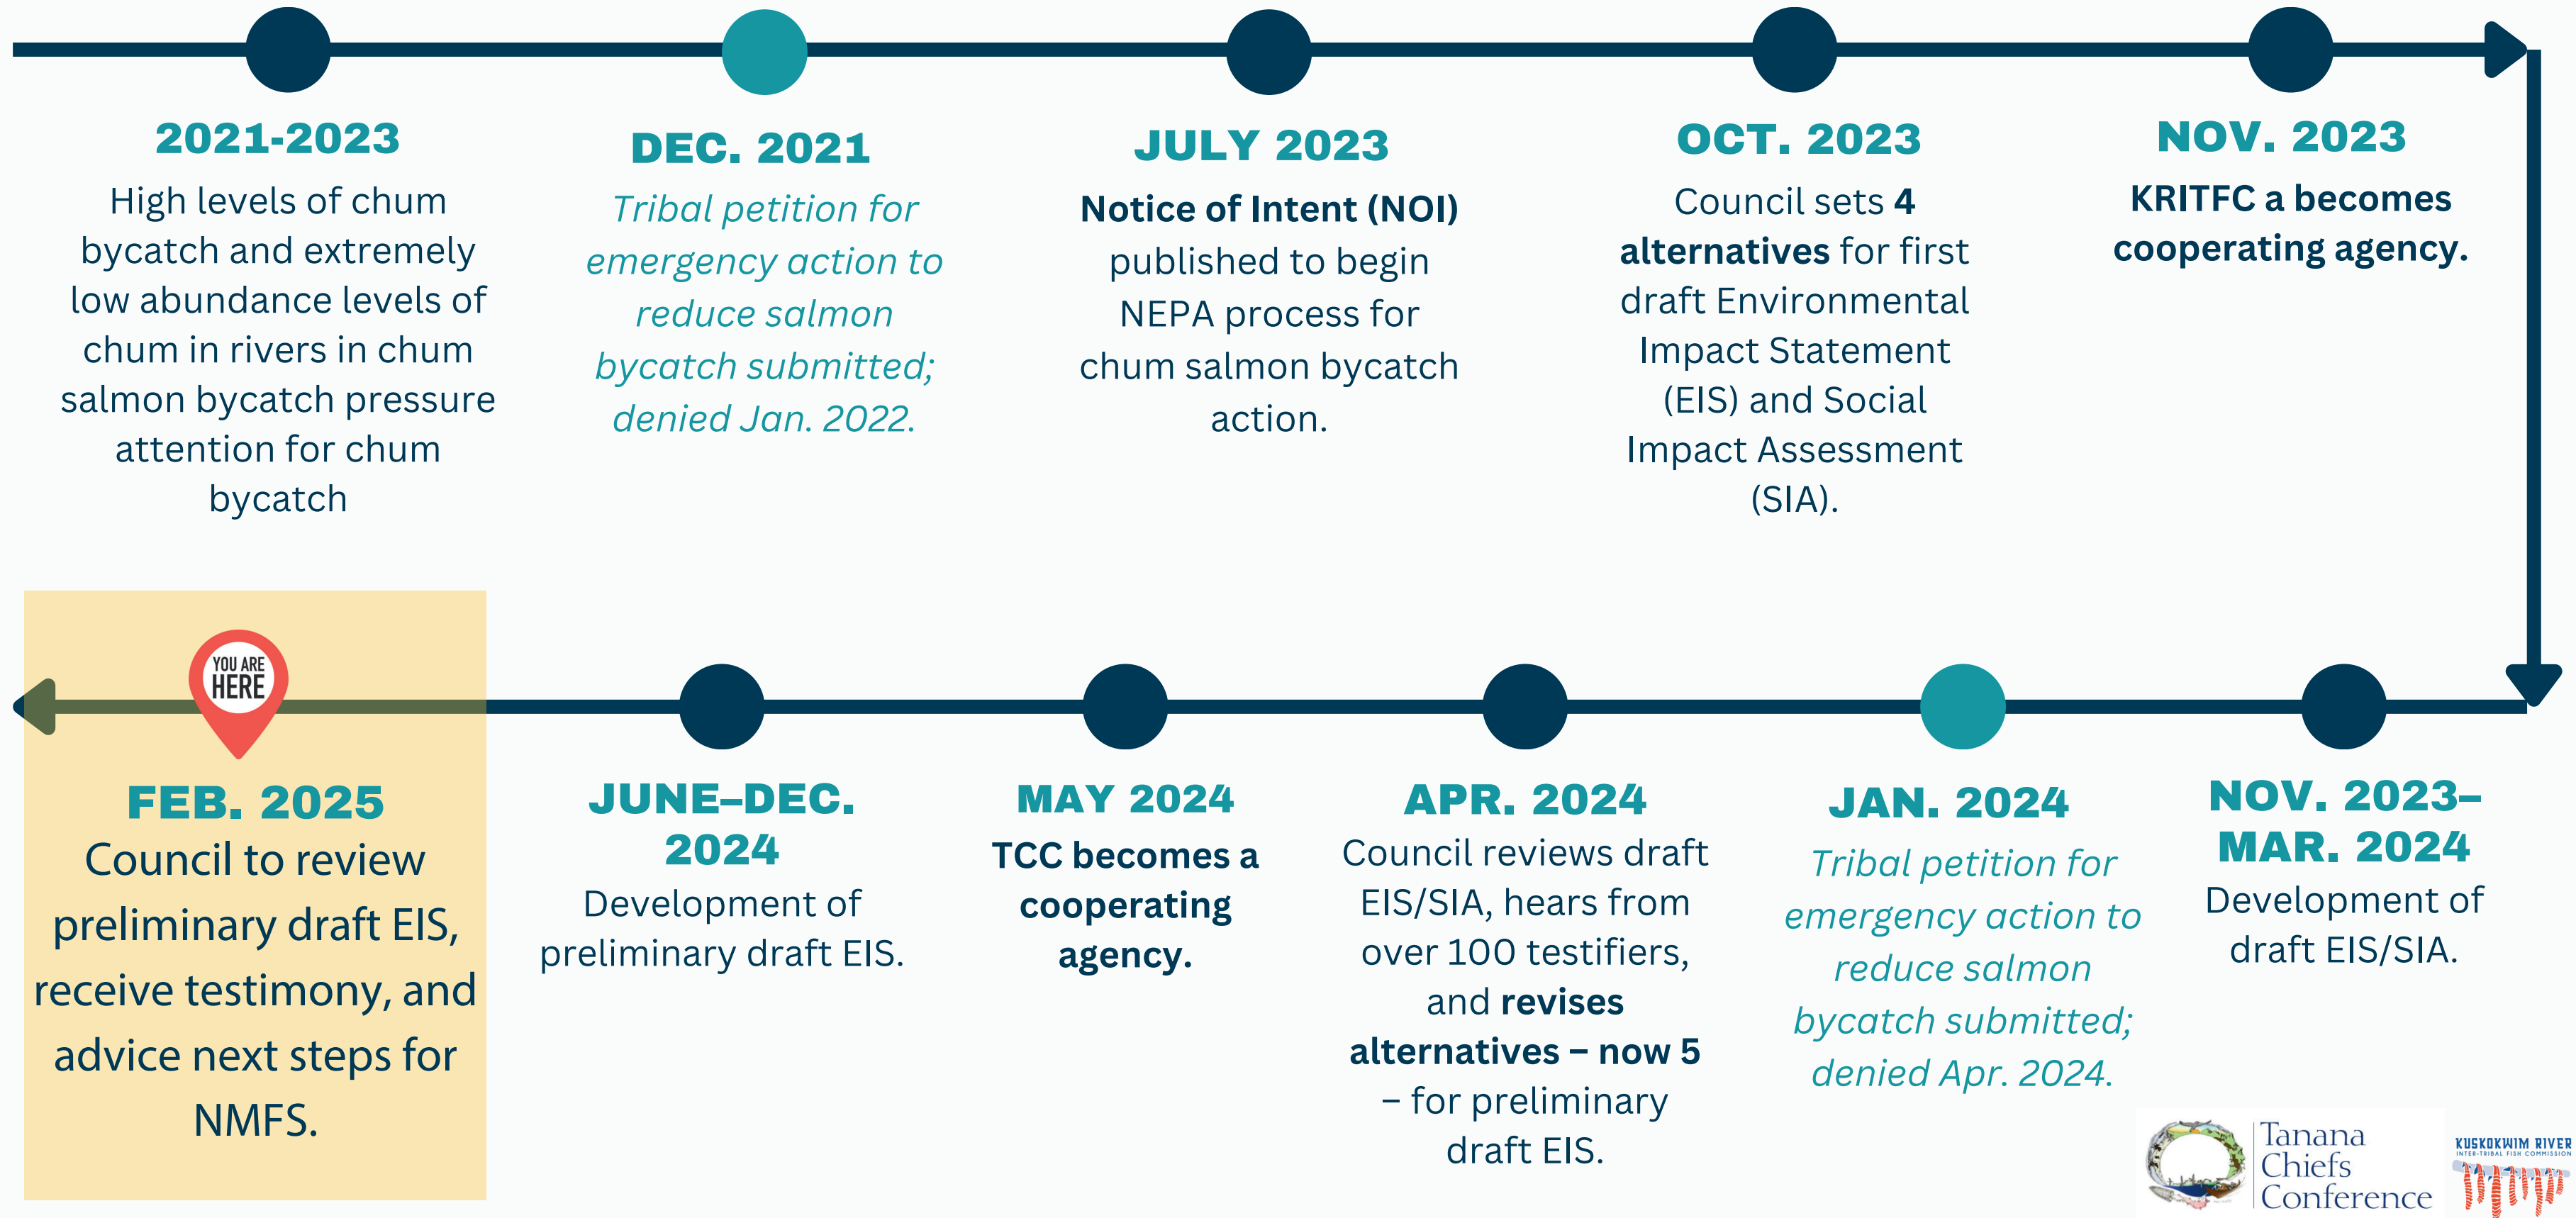 2021-2023
High levels of chum
bycatch and extremely
low abundance levels of
chum in rivers in chum
salmon bycatch pressure
attention for chum
bycatch
DEC. 2021
Tribal petition for
emergency action to
reduce salmon
bycatch submitted;
denied Jan. 2022.
JULY 2023
Notice of Intent (NOI)
published to begin
NEPA process for
chum salmon bycatch
action.
OCT. 2023
Council sets 4
alternatives for first
draft Environmental
Impact Statement
(EIS) and Social
Impact Assessment
(SIA).
NOV. 2023
KRITFC a becomes
cooperating agency.
YOU ARE
HERE
FEB. 2025
Council to review
preliminary draft EIS,
receive testimony, and
advice next steps for
NMFS.
JUNE–DEC.
2024
Development of
preliminary draft EIS.
MAY 2024
TCC becomes a
cooperating
agency.
APR. 2024
Council reviews draft
EIS/SIA, hears from
over 100 testifiers,
and revises
alternatives – now 5
– for preliminary
draft EIS.
JAN. 2024
Tribal petition for
emergency action to
reduce salmon
bycatch submitted;
denied Apr. 2024.
NOV. 2023–
MAR. 2024
Development of
draft EIS/SIA.
Tanana
Chiefs
Conference
KUSKOKWIM RIVER
INTER-TRIBAL FISH COMMISSION